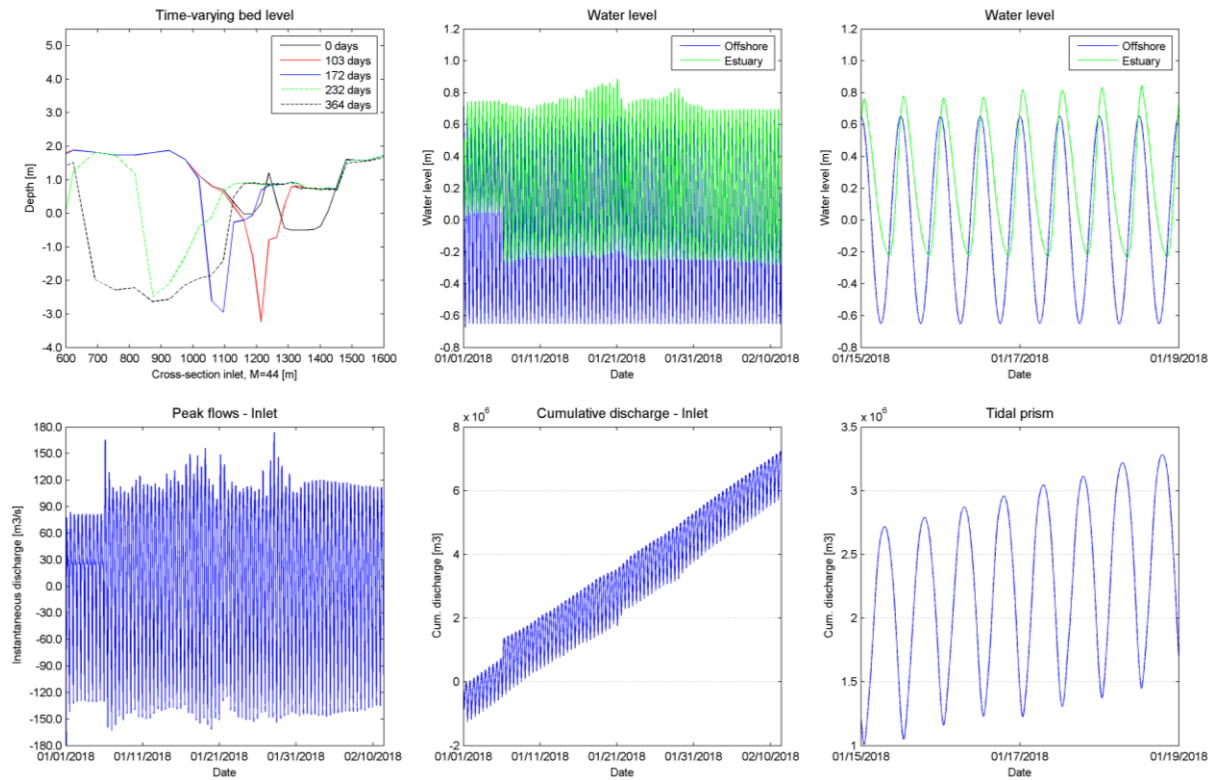 Time-varying bed level
5.0
4.0
3.0
2.0
1.0
0.0
-1.0
-2.0
-3.0
-4.0
Depth [m]
0 days
103 days
172 days
232 days
364 days
600 700 800 900 1000 1100 1200 1300 1400 1500 1600
Cross-section inlet, M=44 [m]
Water level
1.2
1.0
0.8
0.6
0.4
0.2
0.0
-0.2
-0.4
-0.6
-0.8
Water level [m]
Offshore
Estuary
01/01/2018 01/11/2018 01/21/2018 01/31/2018 02/10/2018
Date
Water level
1.2
1.0
0.8
0.6
0.4
0.2
0.0
-0.2
-0.4
-0.6
-0.8
Water level [m]
Offshore
Estuary
01/15/2018 01/17/2018 01/19/2018
Date
Peak flows - Inlet
180.0
150.0
120.0
90.0
60.0
30.0
0.0
-30.0
-60.0
-90.0
-120.0
-150.0
-180.0
Instantaneous discharge [m3/s]
01/01/2018 01/11/2018 01/21/2018 01/31/2018 02/10/2018
Date
Cumulative discharge - Inlet
x 10^6
8
6
4
2
0
-2
Cum. discharge [m3]
01/01/2018 01/11/2018 01/21/2018 01/31/2018 02/10/2018
Date
Tidal prism
x 10^6
3.5
3
2.5
2
1.5
1
Cum. discharge [m3]
01/15/2018 01/17/2018 01/19/2018
Date